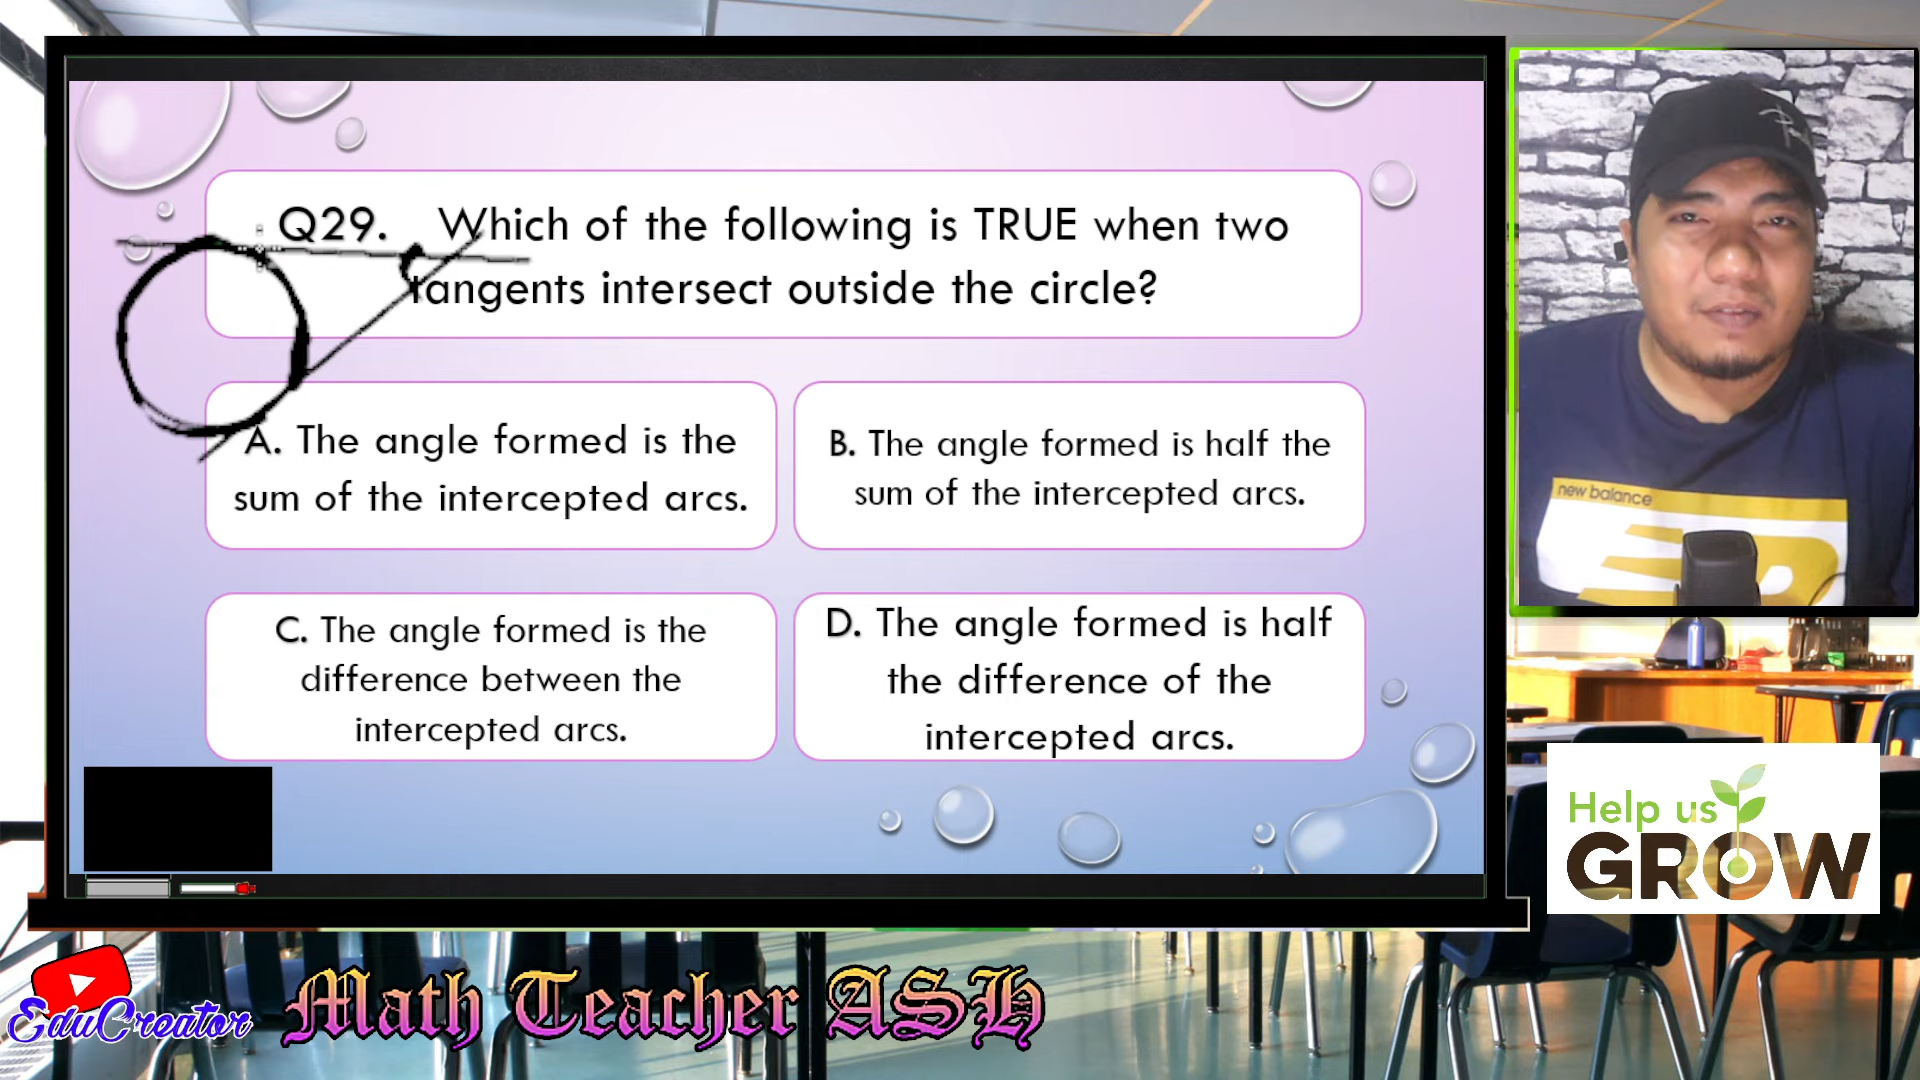 Q29. Which of the following is TRUE when two
tangents intersect outside the circle?
A. The angle formed is the
sum of the intercepted arcs.
B. The angle formed is half the
sum of the intercepted arcs.
C. The angle formed is the
difference between the
intercepted arcs.
D. The angle formed is half
the difference of the
intercepted arcs.
new balance
Help us
GROW
EduCreator
Math Teacher ASH